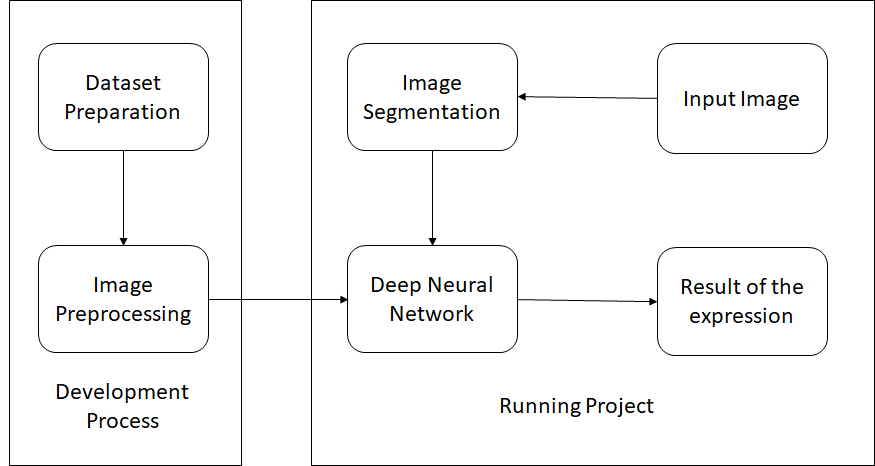 Dataset
Preparation
Image
Preprocessing
Development
Process
Image
Segmentation
Input Image
Deep Neural
Network
Result of the
expression
Running Project